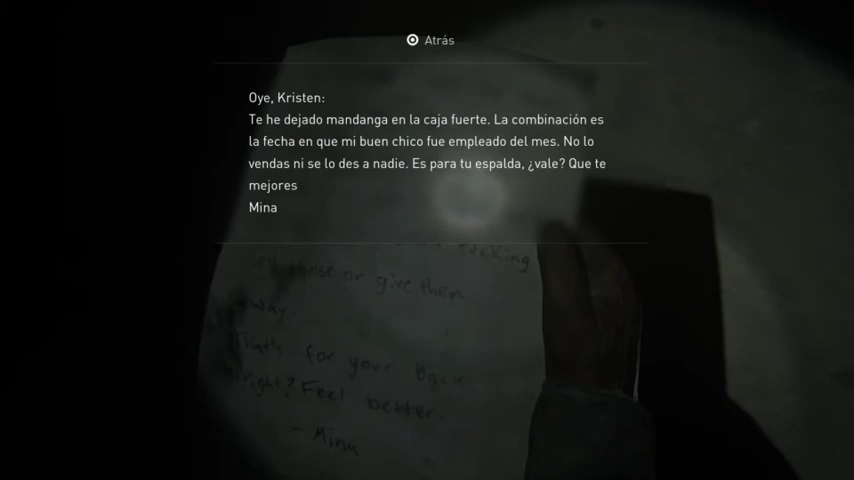 Atrás
Oye, Kristen:
Te he dejado mandanga en la caja fuerte. La combinación es
la fecha en que mi buen chico fue empleado del mes. No lo
vendas ni se lo des a nadie. Es para tu espalda, ¿vale? Que te
mejores
Mina
fucking
sell those or give them
away.
That's for your back
alright? Feel better.
- Mina